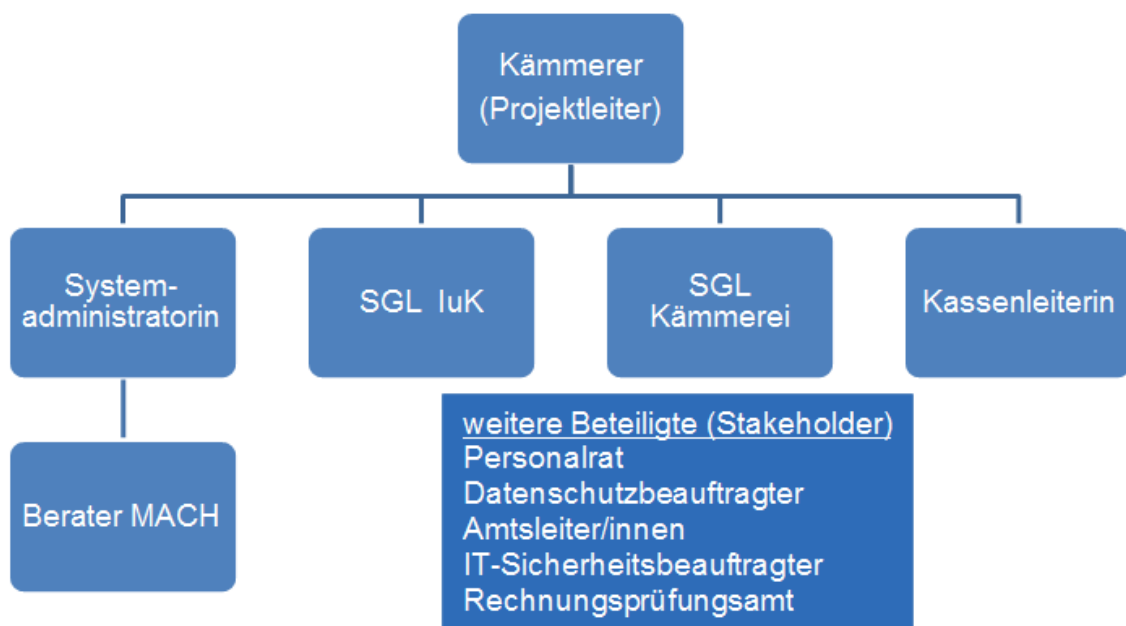 Kämmerer
(Projektleiter)
System-
administratorin
SGL IuK
SGL
Kämmerei
Kassenleiterin
Berater MACH
weitere Beteiligte (Stakeholder)
Personalrat
Datenschutzbeauftragter
Amtsleiter/innen
IT-Sicherheitsbeauftragter
Rechnungsprüfungsamt